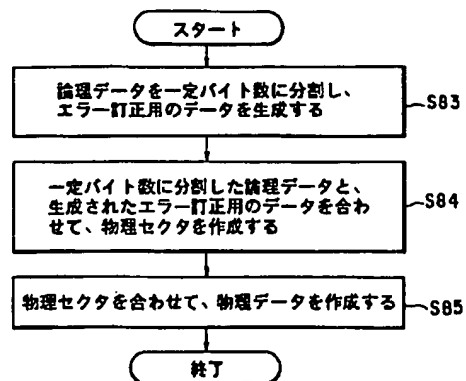 スタート
論理データを一定バイト数に分割し、
エラー訂正用のデータを生成する
S83
一定バイト数に分割した論理データと、
生成されたエラー訂正用のデータを合わ
せて、物理セクタを作成する
S84
物理セクタを合わせて、物理データを作成する
S85
終了